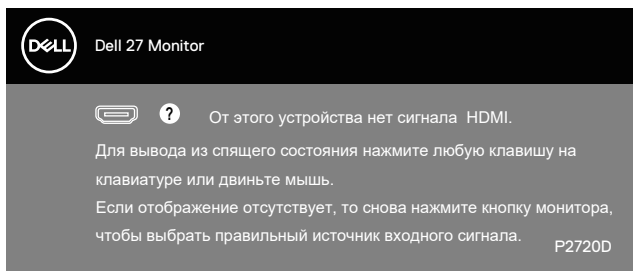 DELL Dell 27 Monitor
? От этого устройства нет сигнала HDMI.
Для вывода из спящего состояния нажмите любую клавишу на
клавиатуре или двиньте мышь.
Если отображение отсутствует, то снова нажмите кнопку монитора,
чтобы выбрать правильный источник входного сигнала.
P2720D